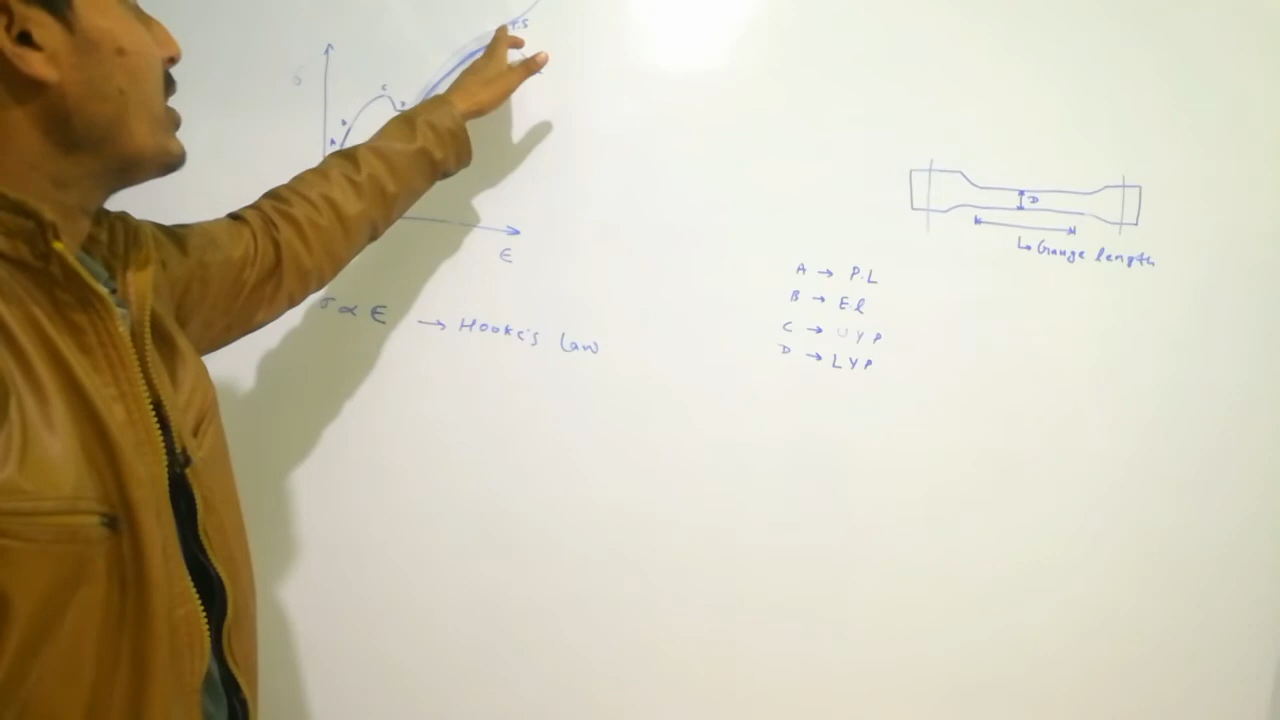 T.S
σ
C
B
D
A
ϵ
σ ∝ ϵ → Hooke's Law
D
L→ Gauge length
A → P.L
B → E.l
C → U Y P
D → L Y P